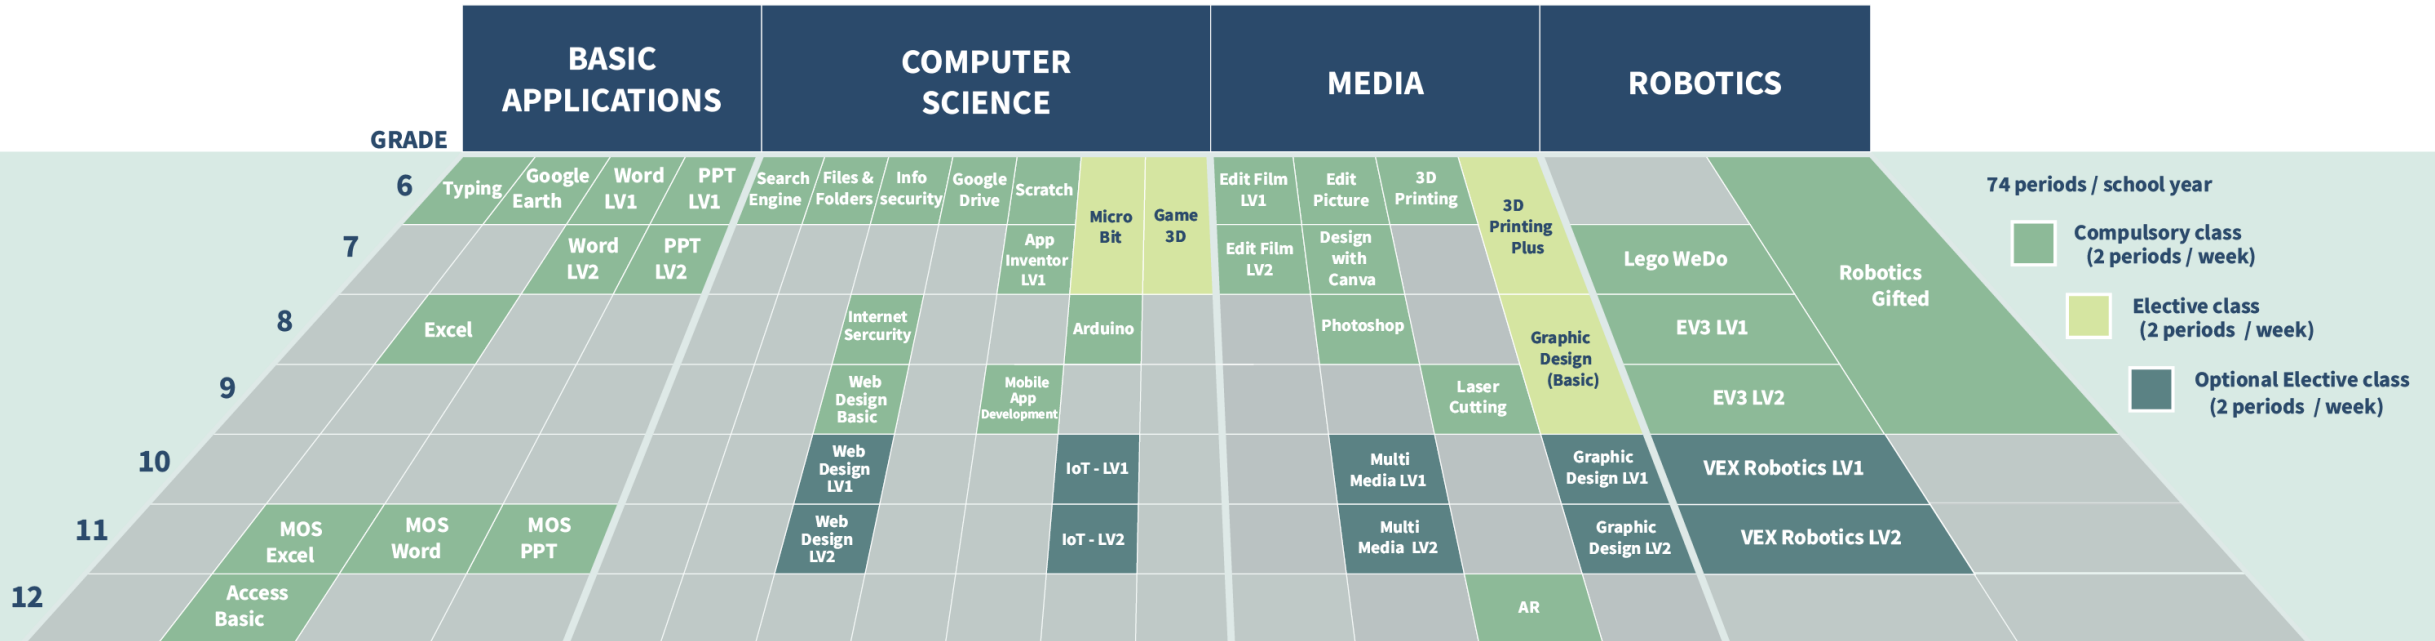 BASIC
APPLICATIONS
COMPUTER
SCIENCE
MEDIA
ROBOTICS
GRADE
6
Typing
Google
Earth
Word
LV1
PPT
LV1
Search
Engine
Files &
Folders
Info
security
Google
Drive
Scratch
Micro
Bit
Game
3D
Edit Film
LV1
Edit
Picture
3D
Printing
3D
Printing
Plus
Robotics
Gifted
7
Word
LV2
PPT
LV2
App
Inventor
LV1
Edit Film
LV2
Design
with
Canva
Lego WeDo
8
Excel
Internet
Sercurity
Arduino
Photoshop
Graphic
Design
(Basic)
EV3 LV1
9
Web
Design
Basic
Mobile
App
Development
Laser
Cutting
EV3 LV2
10
Web
Design
LV1
IoT - LV1
Multi
Media LV1
Graphic
Design LV1
VEX Robotics LV1
11
MOS
Excel
MOS
Word
MOS
PPT
Web
Design
LV2
IoT - LV2
Multi
Media LV2
Graphic
Design LV2
VEX Robotics LV2
12
Access
Basic
AR
74 periods / school year
Compulsory class
(2 periods / week)
Elective class
(2 periods / week)
Optional Elective class
(2 periods / week)